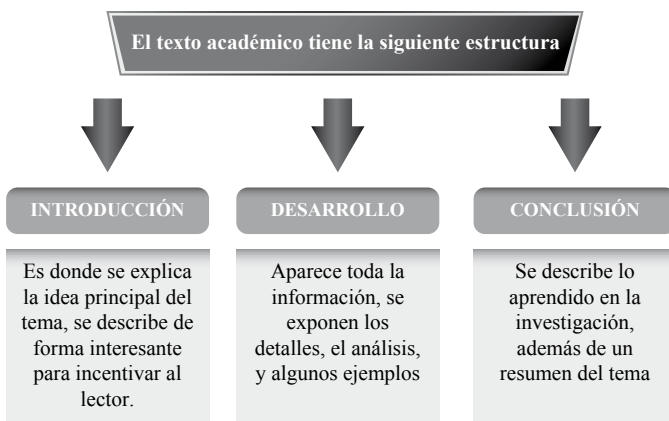 El texto académico tiene la siguiente estructura
INTRODUCCIÓN
Es donde se explica
la idea principal del
tema, se describe de
forma interesante
para incentivar al
lector.
DESARROLLO
Aparece toda la
información, se
exponen los
detalles, el análisis,
y algunos ejemplos
CONCLUSIÓN
Se describe lo
aprendido en la
investigación,
además de un
resumen del tema